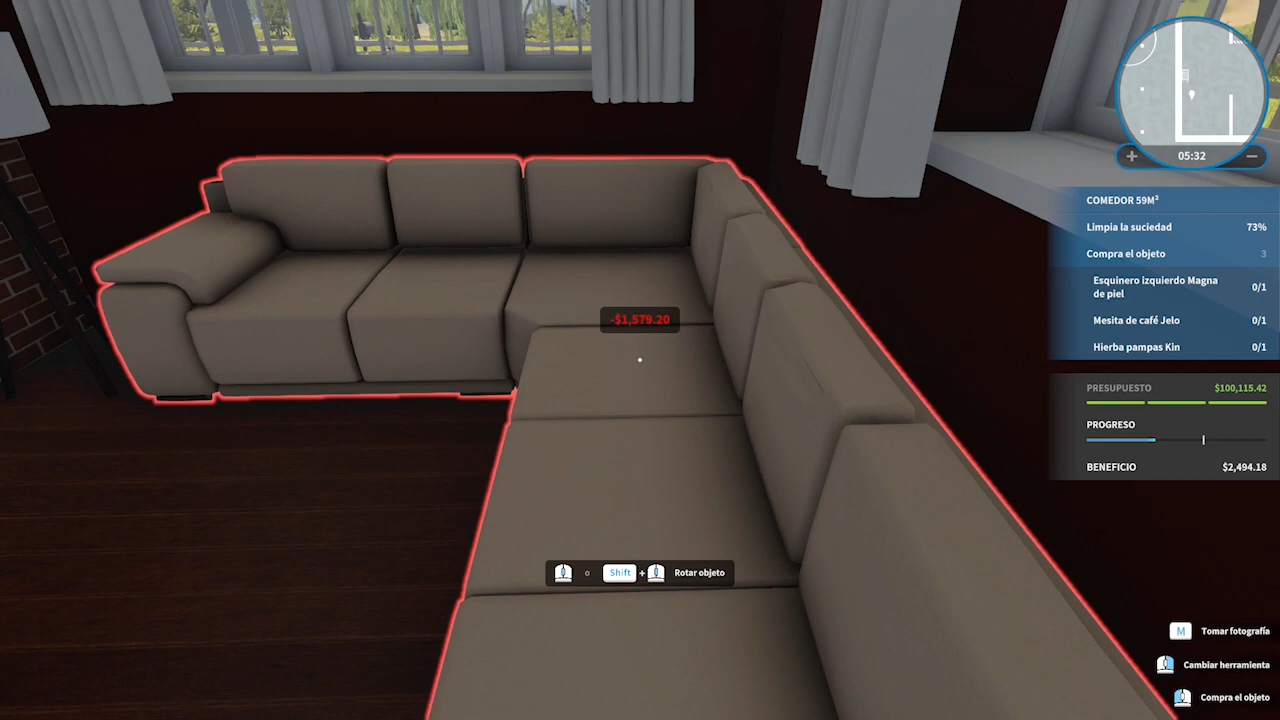 05:32
COMEDOR 59M²
Limpia la suciedad 73%
Compra el objeto 3
Esquinero izquierdo Magna
de piel 0/1
Mesita de café Jelo 0/1
Hierba pampas Kin 0/1
-$1,579.20
PRESUPUESTO $100,115.42
PROGRESO
BENEFICIO $2,494.18
o Shift + Rotar objeto
M Tomar fotografía
Cambiar herramienta
Compra el objeto